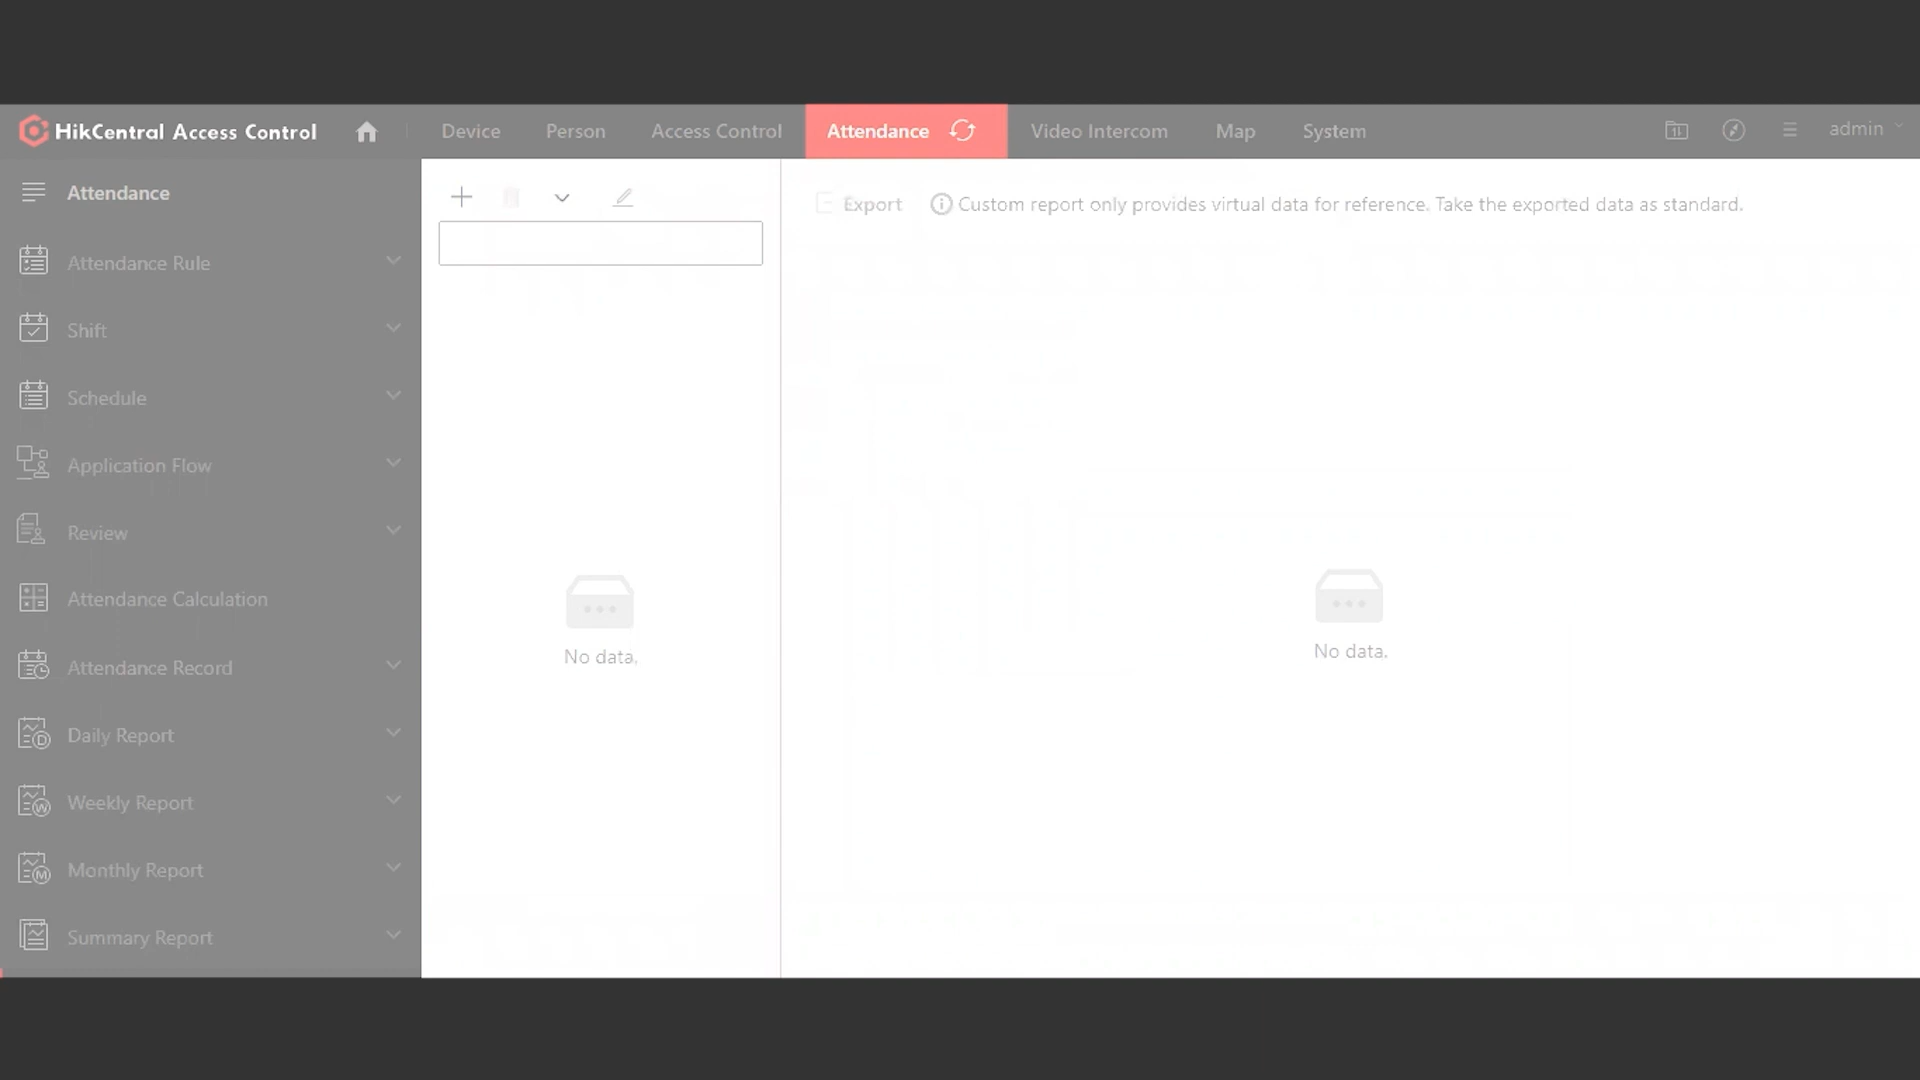 HikCentral Access Control
Device
Person
Access Control
Attendance
Video Intercom
Map
System
admin
Attendance
Attendance Rule
Shift
Schedule
Application Flow
Review
Attendance Calculation
Attendance Record
Daily Report
Weekly Report
Monthly Report
Summary Report
No data.
Export
Custom report only provides virtual data for reference. Take the exported data as standard.
No data.